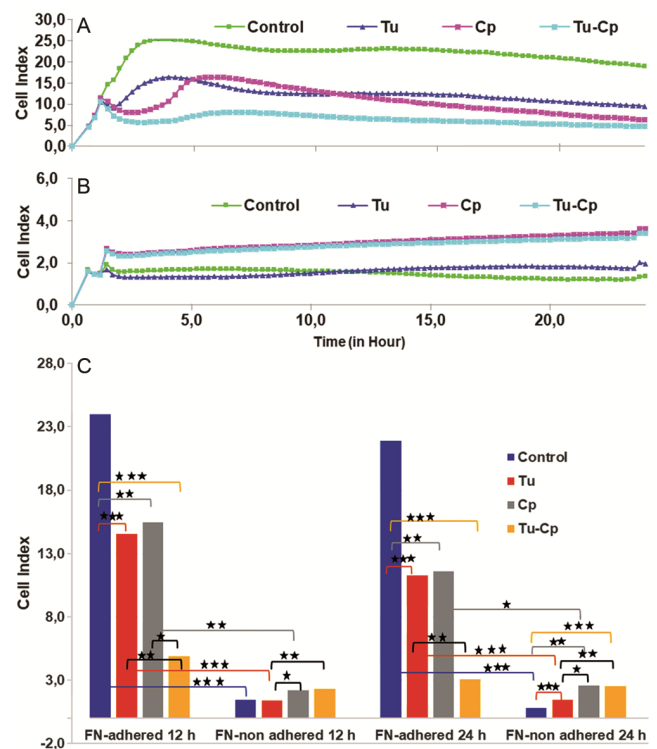 A
Control Tu Cp Tu-Cp
Cell Index
30,0
25,0
20,0
15,0
10,0
5,0
0,0
B
Control Tu Cp Tu-Cp
Cell Index
6,0
4,0
2,0
0,0
0,0 5,0 10,0 15,0 20,0
Time (in Hour)
C
Cell Index
28,0
23,0
18,0
13,0
8,0
3,0
-2.0
Control
Tu
Cp
Tu-Cp
★★★
★★
★★★
★
★★
★★
★★★
★★★
★★
★
★★★
★★
★★★
★
★★
★★★
★★★
★★★
★★
★★
★
★★★
FN-adhered 12 h FN-non adhered 12 h FN-adhered 24 h FN-non adhered 24 h